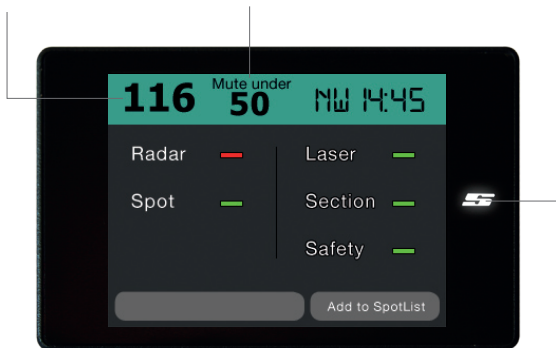 116 Mute under 50 NW 14:45
Radar
Spot
Laser
Section
Safety
Add to SpotList